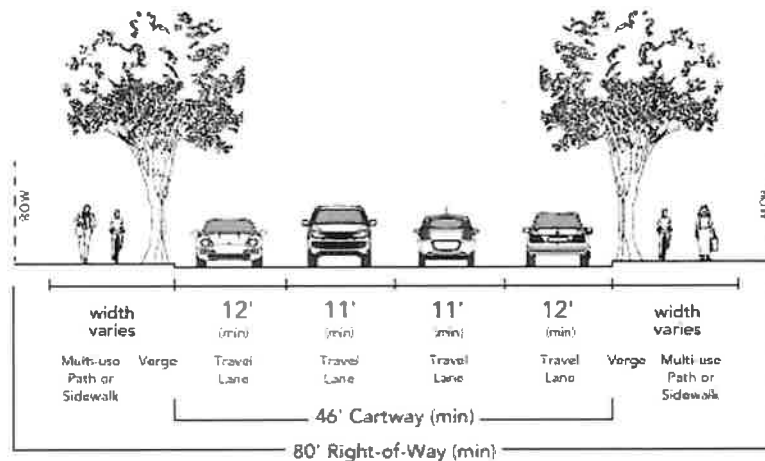 ROW
ROW
width varies 12' 11' 11' 12' width varies
(min) (min) (min) (min)
Multi-use Path or Sidewalk Verge Travel Lane Travel Lane Travel Lane Travel Lane Verge Multi-use Path or Sidewalk
46' Cartway (min)
80' Right-of-Way (min)